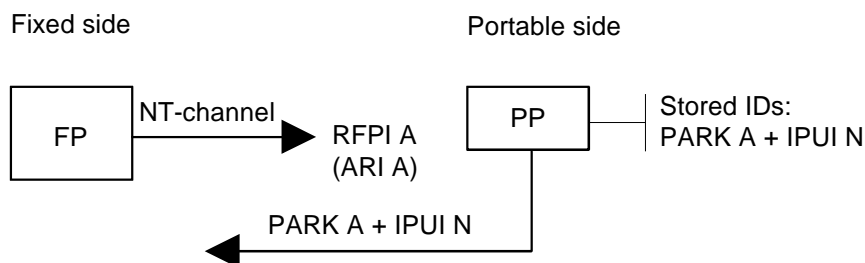 Fixed side
Portable side
FP
NT-channel
RFPI A
(ARI A)
PP
Stored IDs:
PARK A + IPUI N
PARK A + IPUI N